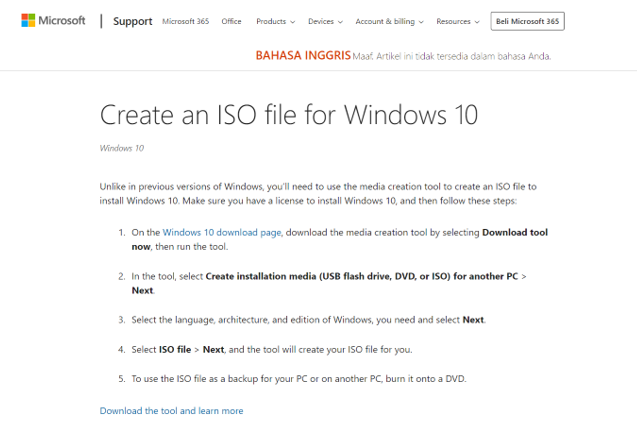 Microsoft | Support Microsoft 365 Office Products Devices Account & billing Resources Beli Microsoft 365
BAHASA INGGRIS Maaf. Artikel ini tidak tersedia dalam bahasa Anda.
Create an ISO file for Windows 10
Windows 10
Unlike in previous versions of Windows, you'll need to use the media creation tool to create an ISO file to
install Windows 10. Make sure you have a license to install Windows 10, and then follow these steps:
1. On the Windows 10 download page, download the media creation tool by selecting Download tool
now, then run the tool.
2. In the tool, select Create installation media (USB flash drive, DVD, or ISO) for another PC >
Next.
3. Select the language, architecture, and edition of Windows, you need and select Next.
4. Select ISO file > Next, and the tool will create your ISO file for you.
5. To use the ISO file as a backup for your PC or on another PC, burn it onto a DVD.
Download the tool and learn more